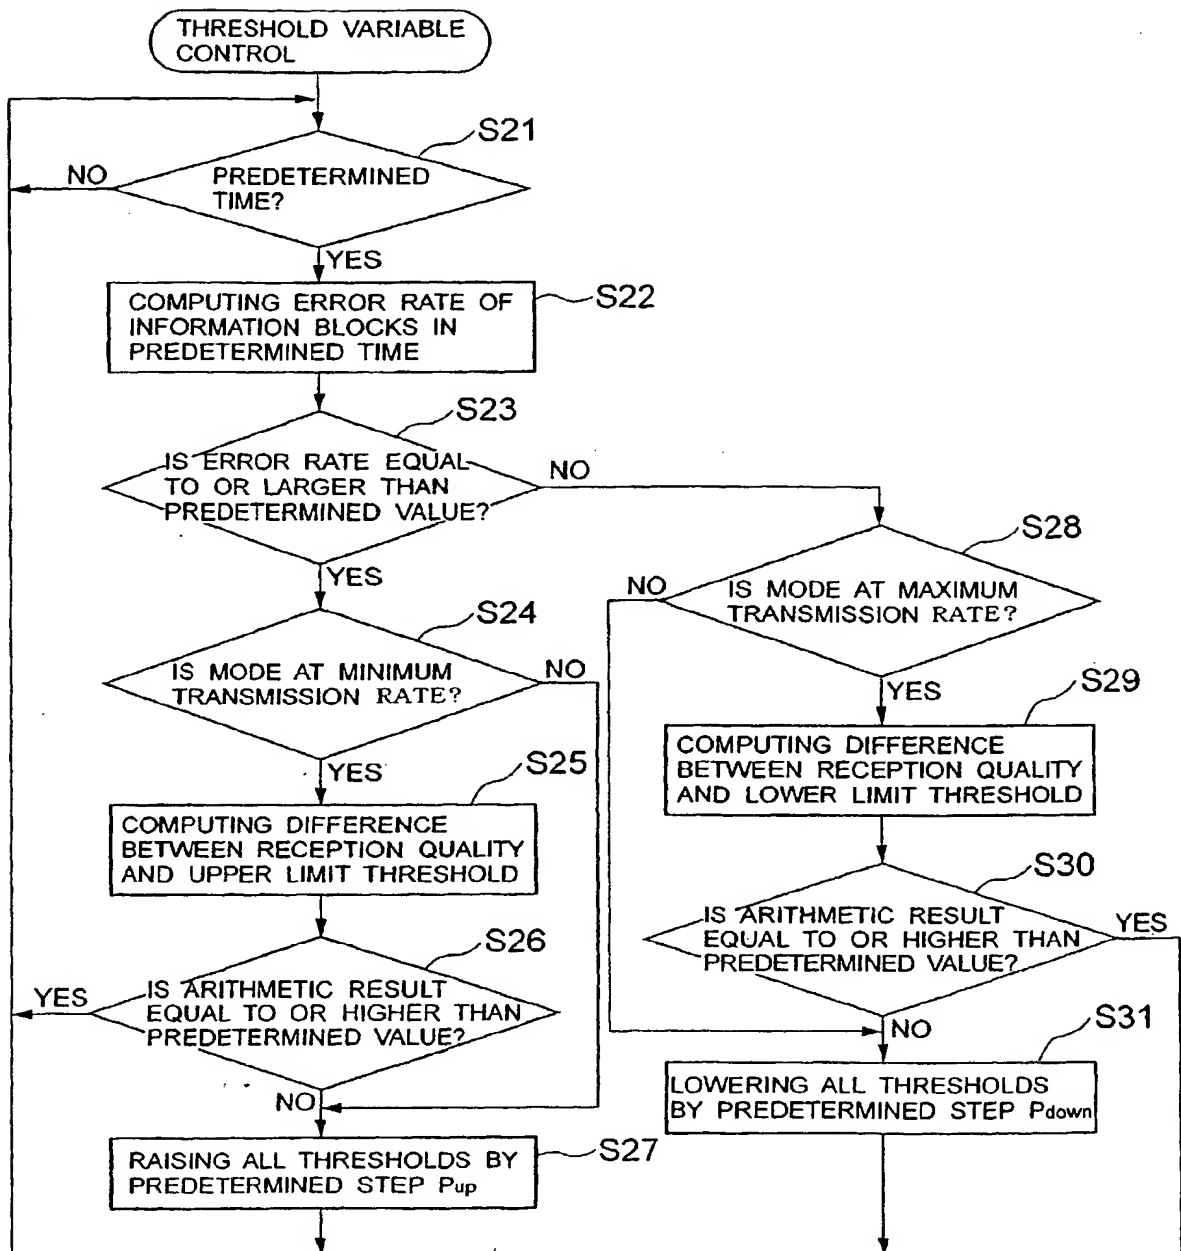 THRESHOLD VARIABLE
CONTROL
S21
NO
PREDETERMINED
TIME?
YES
S22
COMPUTING ERROR RATE OF
INFORMATION BLOCKS IN
PREDETERMINED TIME
S23
IS ERROR RATE EQUAL
TO OR LARGER THAN
PREDETERMINED VALUE?
NO
YES
S28
NO
IS MODE AT MAXIMUM
TRANSMISSION RATE?
YES
S24
IS MODE AT MINIMUM
TRANSMISSION RATE?
NO
YES
S29
COMPUTING DIFFERENCE
BETWEEN RECEPTION QUALITY
AND LOWER LIMIT THRESHOLD
S25
COMPUTING DIFFERENCE
BETWEEN RECEPTION QUALITY
AND UPPER LIMIT THRESHOLD
S30
IS ARITHMETIC RESULT
EQUAL TO OR HIGHER THAN
PREDETERMINED VALUE?
YES
NO
S26
YES
IS ARITHMETIC RESULT
EQUAL TO OR HIGHER THAN
PREDETERMINED VALUE?
NO
S31
LOWERING ALL THRESHOLDS
BY PREDETERMINED STEP Pdown
S27
RAISING ALL THRESHOLDS BY
PREDETERMINED STEP Pup